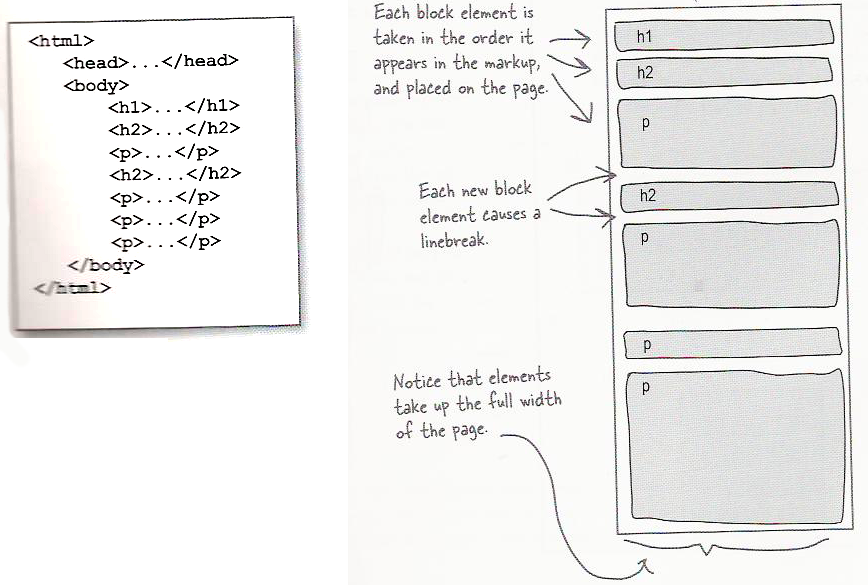 <html>
<head>...</head>
<body>
<h1>...</h1>
<h2>...</h2>
<p>...</p>
<h2>...</h2>
<p>...</p>
<p>...</p>
<p>...</p>
</body>
</html>
Each block element is
taken in the order it
appears in the markup,
and placed on the page.
Each new block
element causes a
linebreak.
Notice that elements
take up the full width
of the page.
h1
h2
p
h2
p
p
p